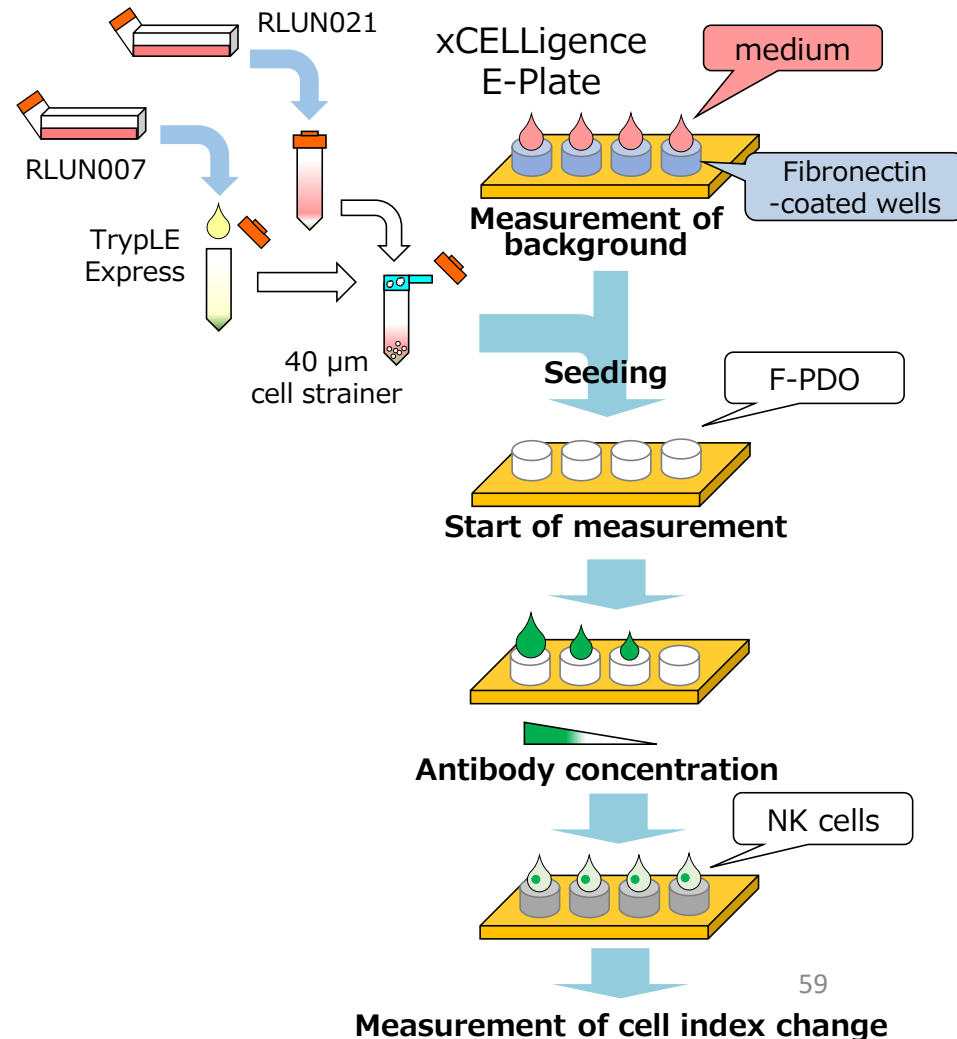 RLUN021
RLUN007
TrypLE
Express
40 µm
cell strainer
xCELLigence
E-Plate
medium
Fibronectin
-coated wells
Measurement of
background
Seeding
F-PDO
Start of measurement
Antibody concentration
NK cells
59
Measurement of cell index change